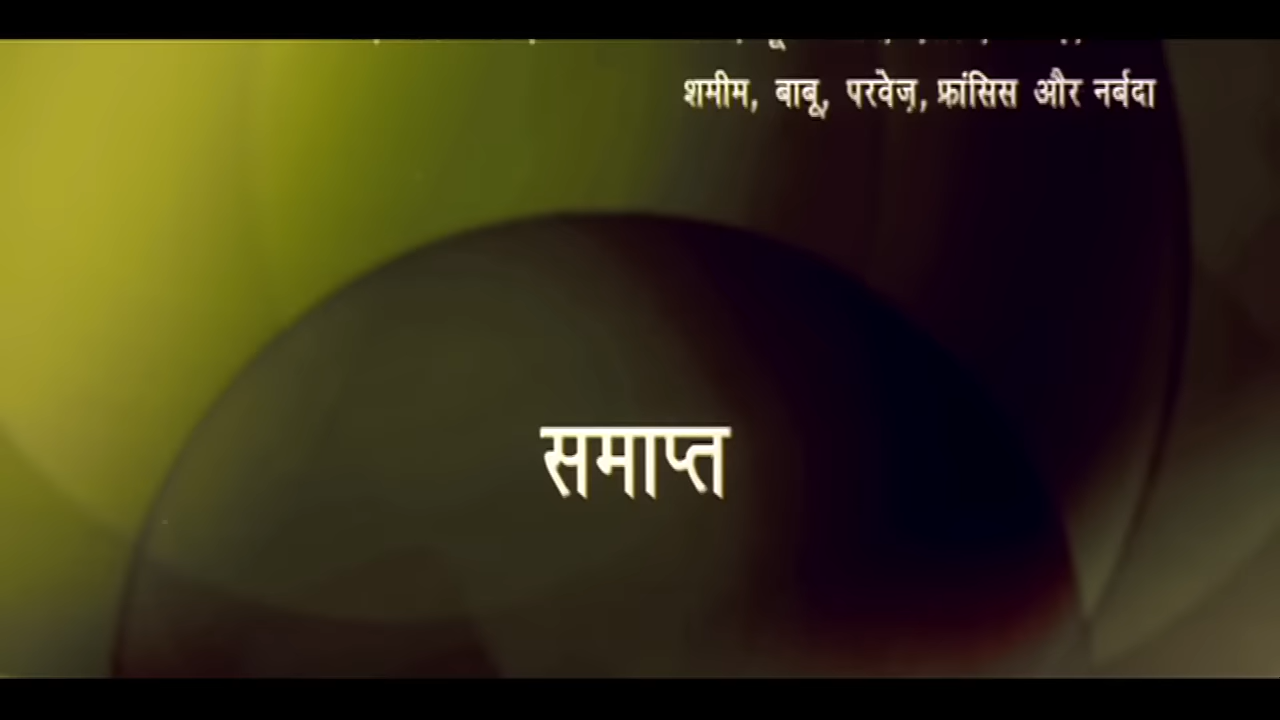 शमीम, बाबू, परवेज़, फ्रांसिस और नर्बदा
समाप्त